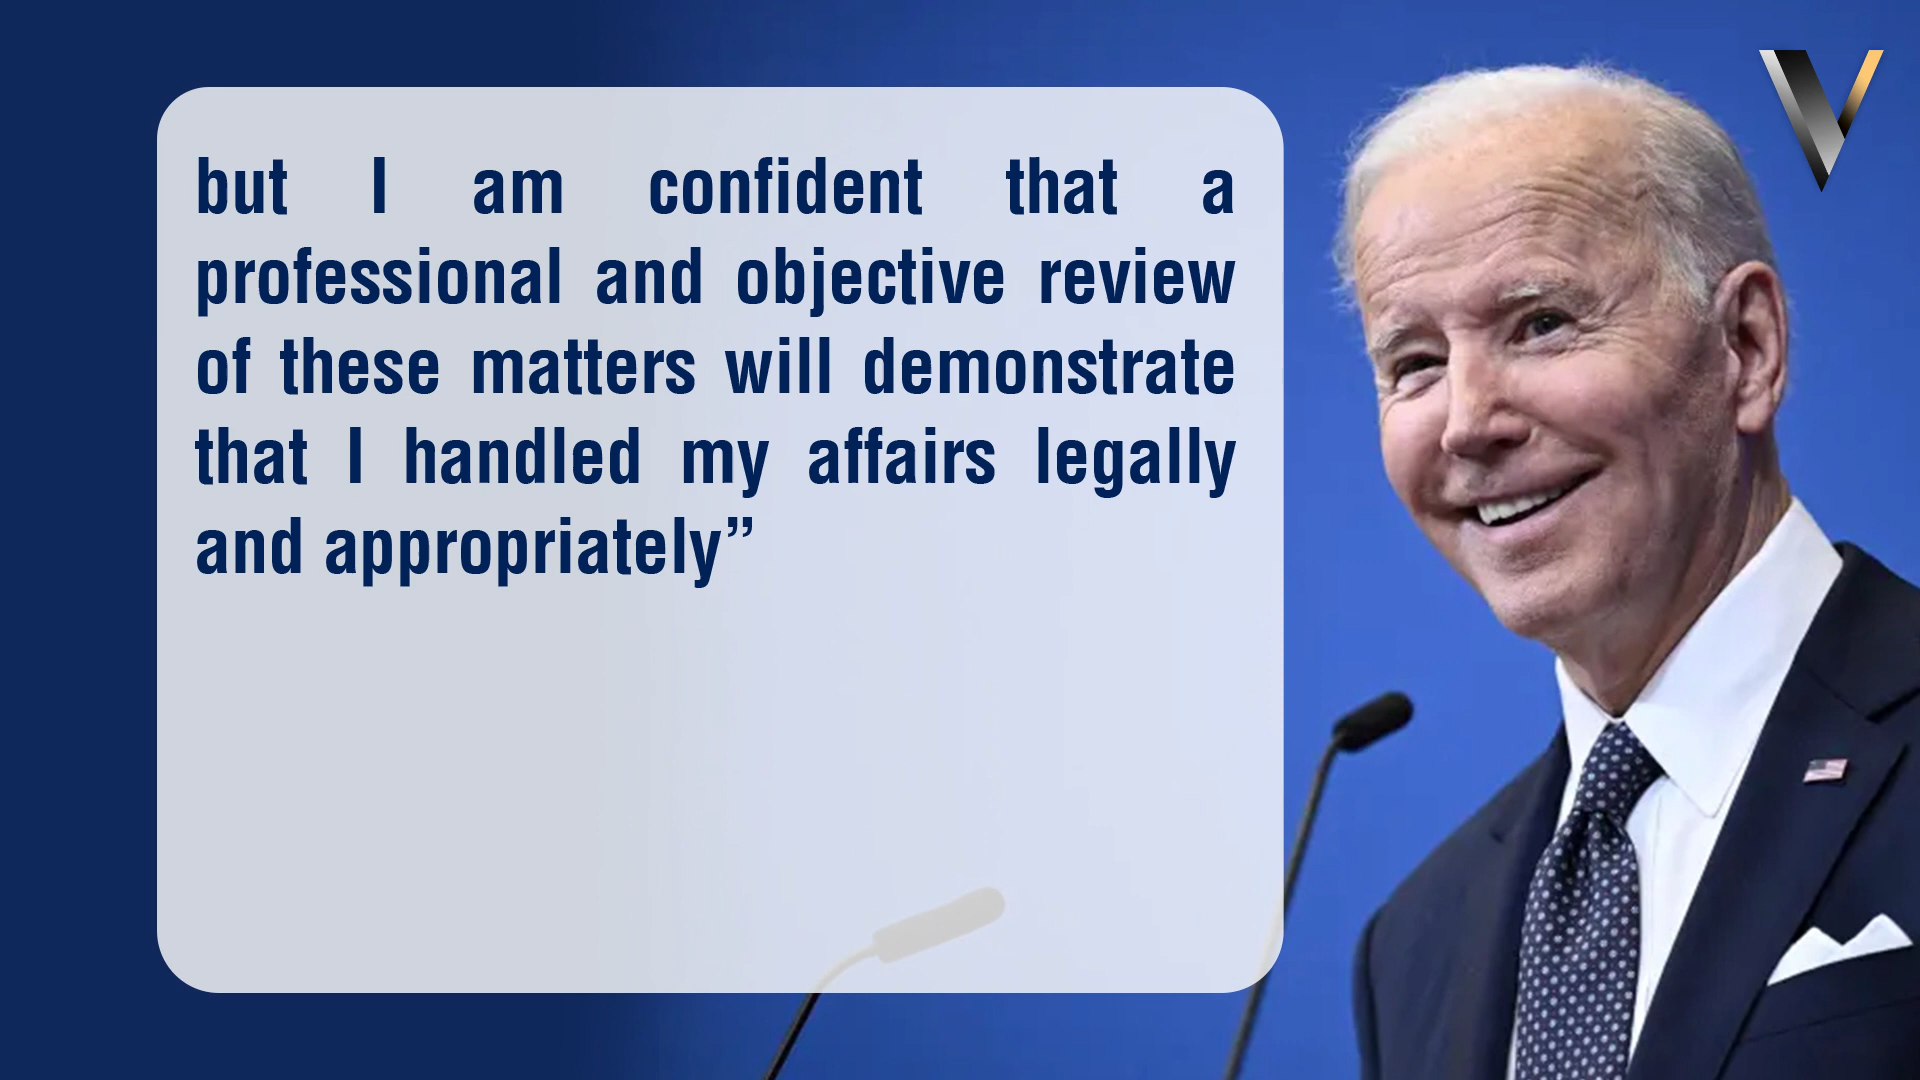 but I am confident that a
professional and objective review
of these matters will demonstrate
that I handled my affairs legally
and appropriately”
V